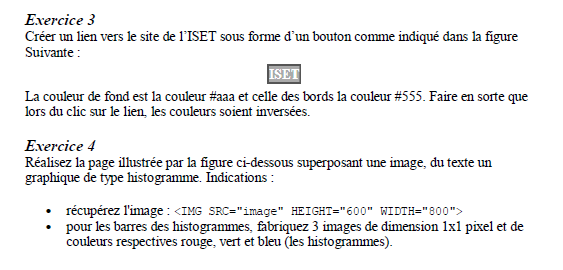 Exercice 3
Créer un lien vers le site de l'ISET sous forme d'un bouton comme indiqué dans la figure
Suivante :
ISET
La couleur de fond est la couleur #aaa et celle des bords la couleur #555. Faire en sorte que
lors du clic sur le lien, les couleurs soient inversées.
Exercice 4
Réalisez la page illustrée par la figure ci-dessous superposant une image, du texte un
graphique de type histogramme. Indications :
• récupérez l'image : <IMG SRC="image" HEIGHT="600" WIDTH="800">
• pour les barres des histogrammes, fabriquez 3 images de dimension 1x1 pixel et de
couleurs respectives rouge, vert et bleu (les histogrammes).